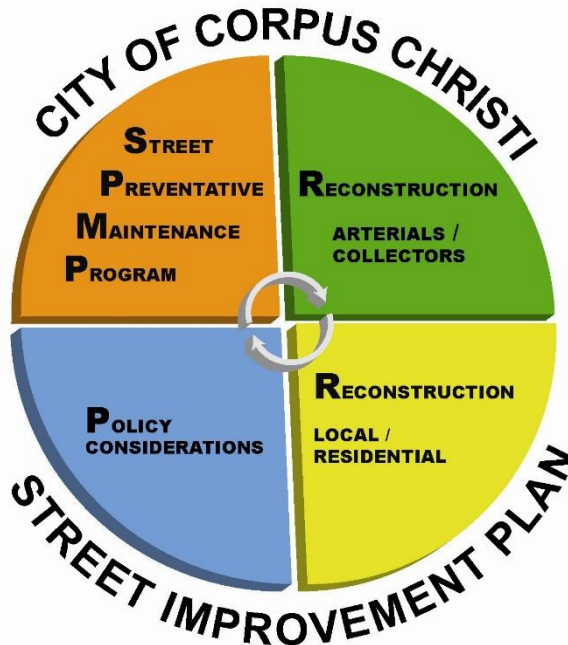 CITY OF CORPUS CHRISTI
STREET
PREVENTATIVE
MAINTENANCE
PROGRAM
RECONSTRUCTION
ARTERIALS /
COLLECTORS
POLICY
CONSIDERATIONS
RECONSTRUCTION
LOCAL /
RESIDENTIAL
STREET IMPROVEMENT PLAN